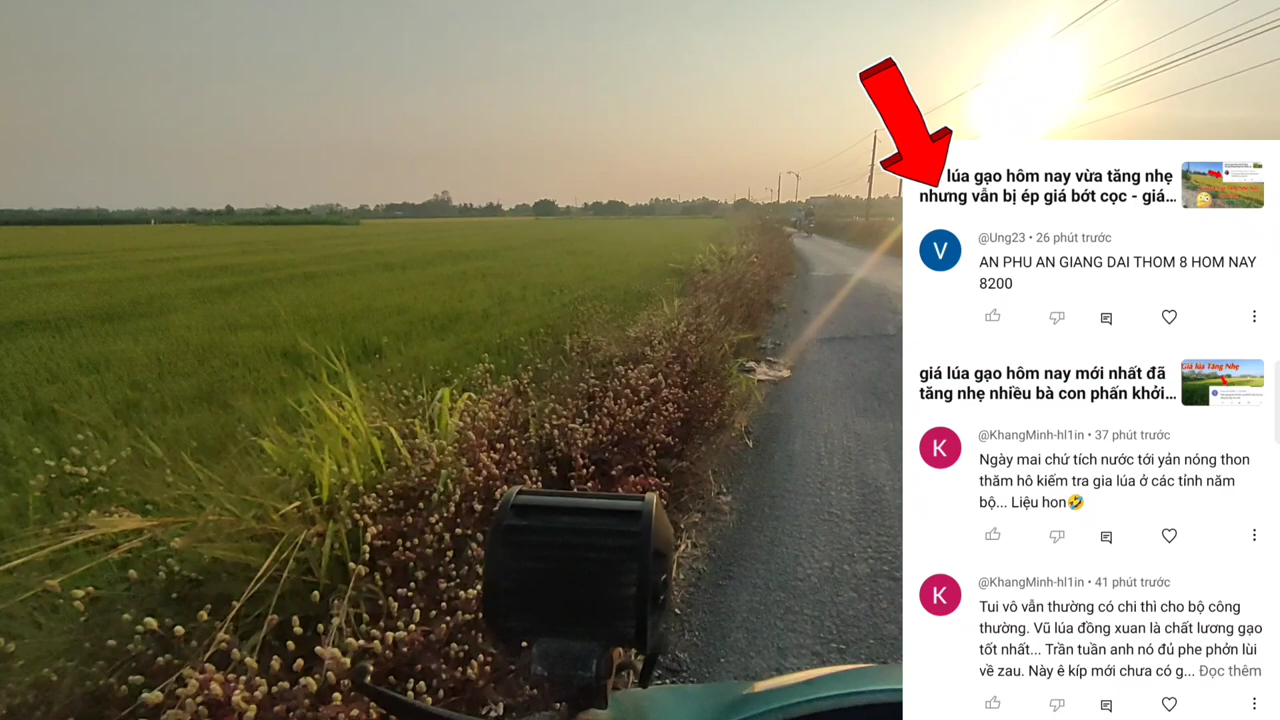 lúa gạo hôm nay vừa tăng nhẹ
nhưng vẫn bị ép giá bớt cọc - giá...
@Ung23 • 26 phút trước
V
AN PHU AN GIANG DAI THOM 8 HOM NAY
8200
giá lúa gạo hôm nay mới nhất đã
tăng nhẹ nhiều bà con phấn khởi...
giá lúa Tăng Nhẹ
@KhangMinh-hl1in • 37 phút trước
K
Ngày mai chứ tích nước tới yản nóng thon
thăm hô kiếm tra gia lúa ở các tỉnh năm
bộ... Liệu hon🤣
@KhangMinh-hl1in • 41 phút trước
K
Tui vô vẫn thường có chi thì cho bộ công
thường. Vũ lúa đồng xuan là chất lương gạo
tốt nhất... Trần tuần anh nó đủ phe phởn lùi
về zau. Này ê kíp mới chưa có g... Đọc thêm